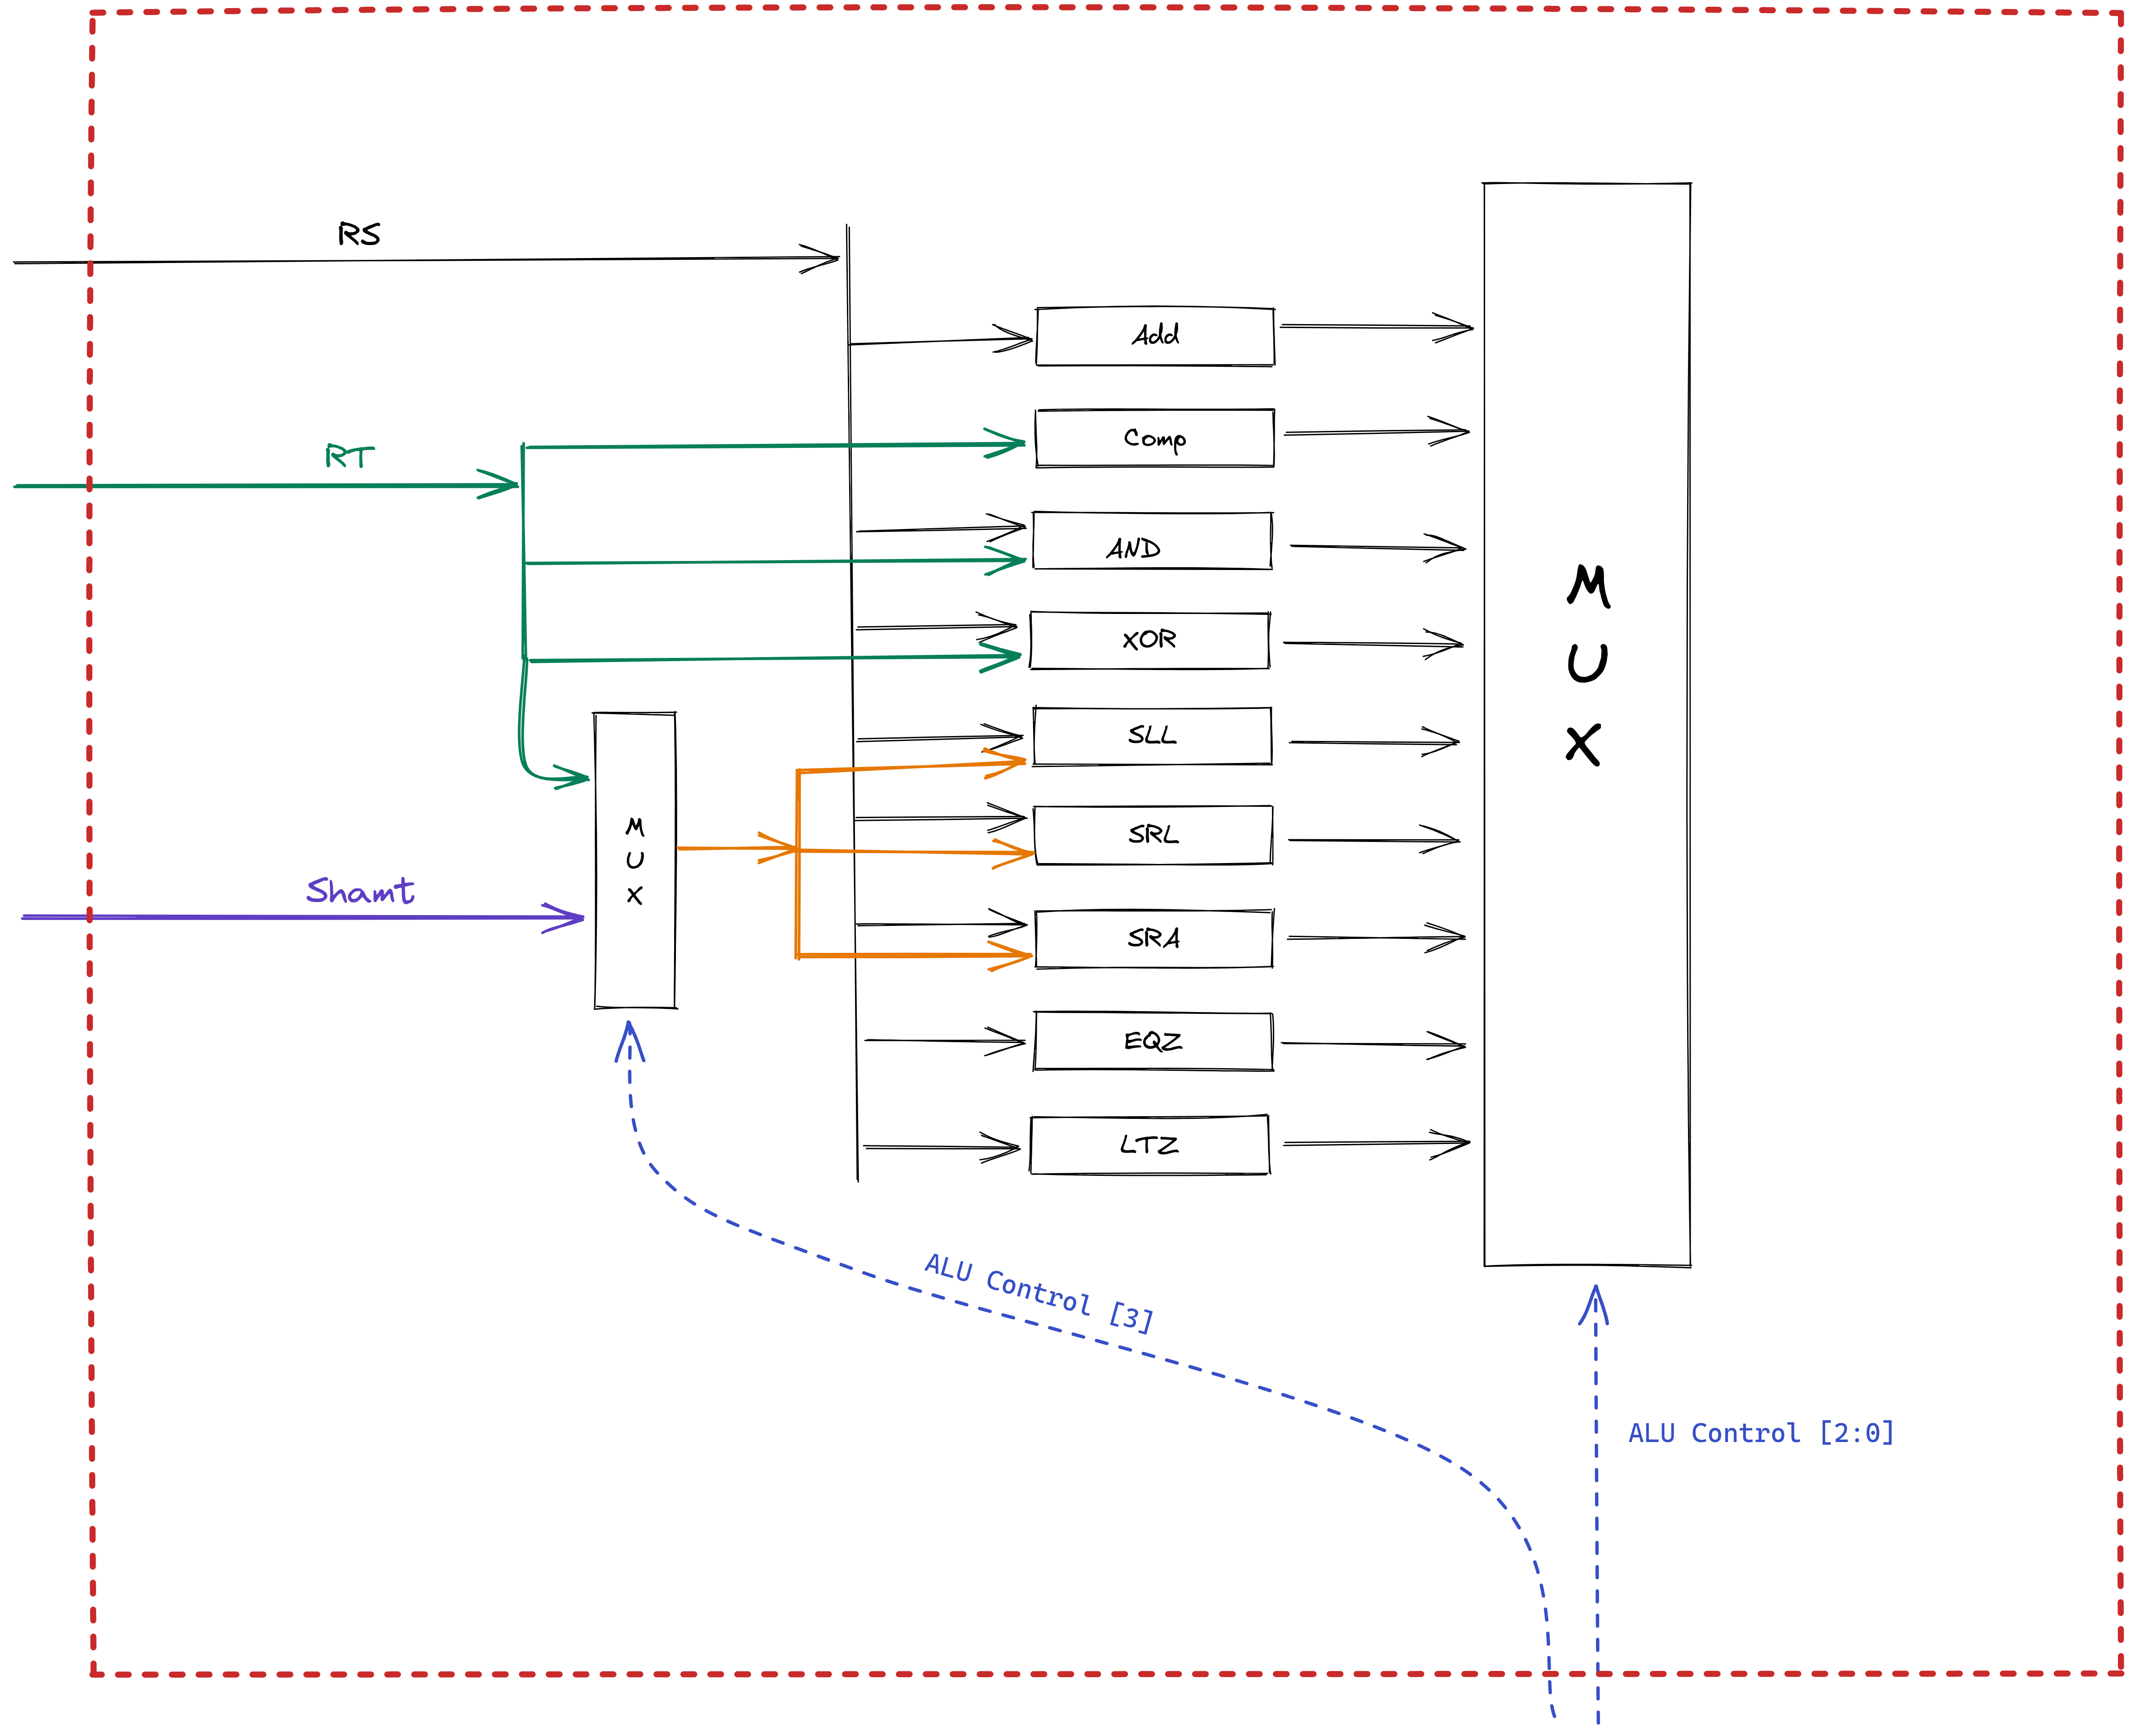 RS
Add
Comp
RT
AND
XOR
SLL
SRL
SRA
EQZ
LTZ
M
U
X
M
U
X
Shamt
ALU Control [3]
ALU Control [2:0]